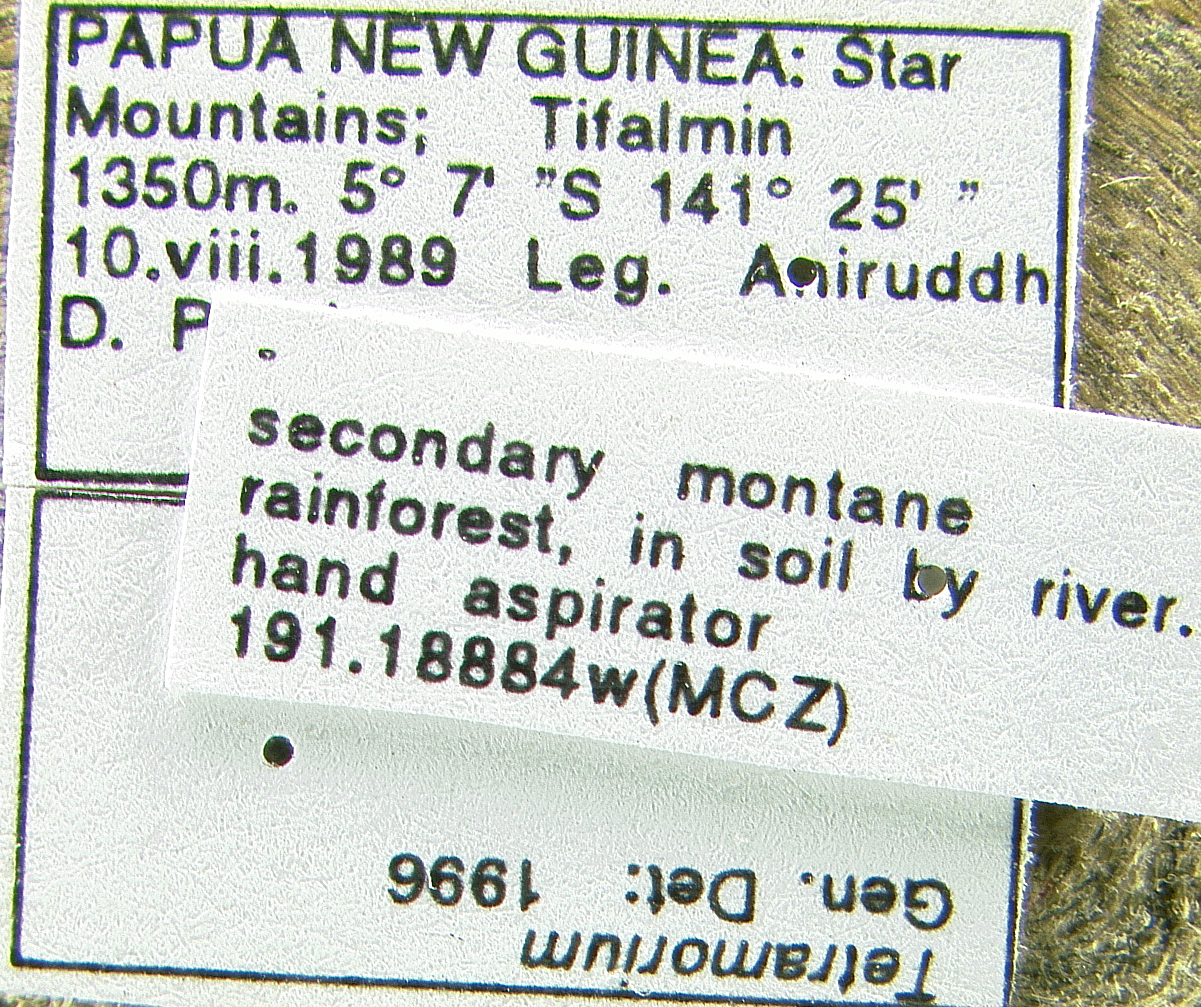 PAPUA NEW GUINEA: Star
Mountains; Tifalmin
1350m. 5° 7' "S 141° 25' "
10.viii.1989 Leg. Aniruddh
D.
secondary montane
rainforest, in soil by river.
hand aspirator
191.18884w(MCZ)
Tetramorium
Gen. Det: 1996